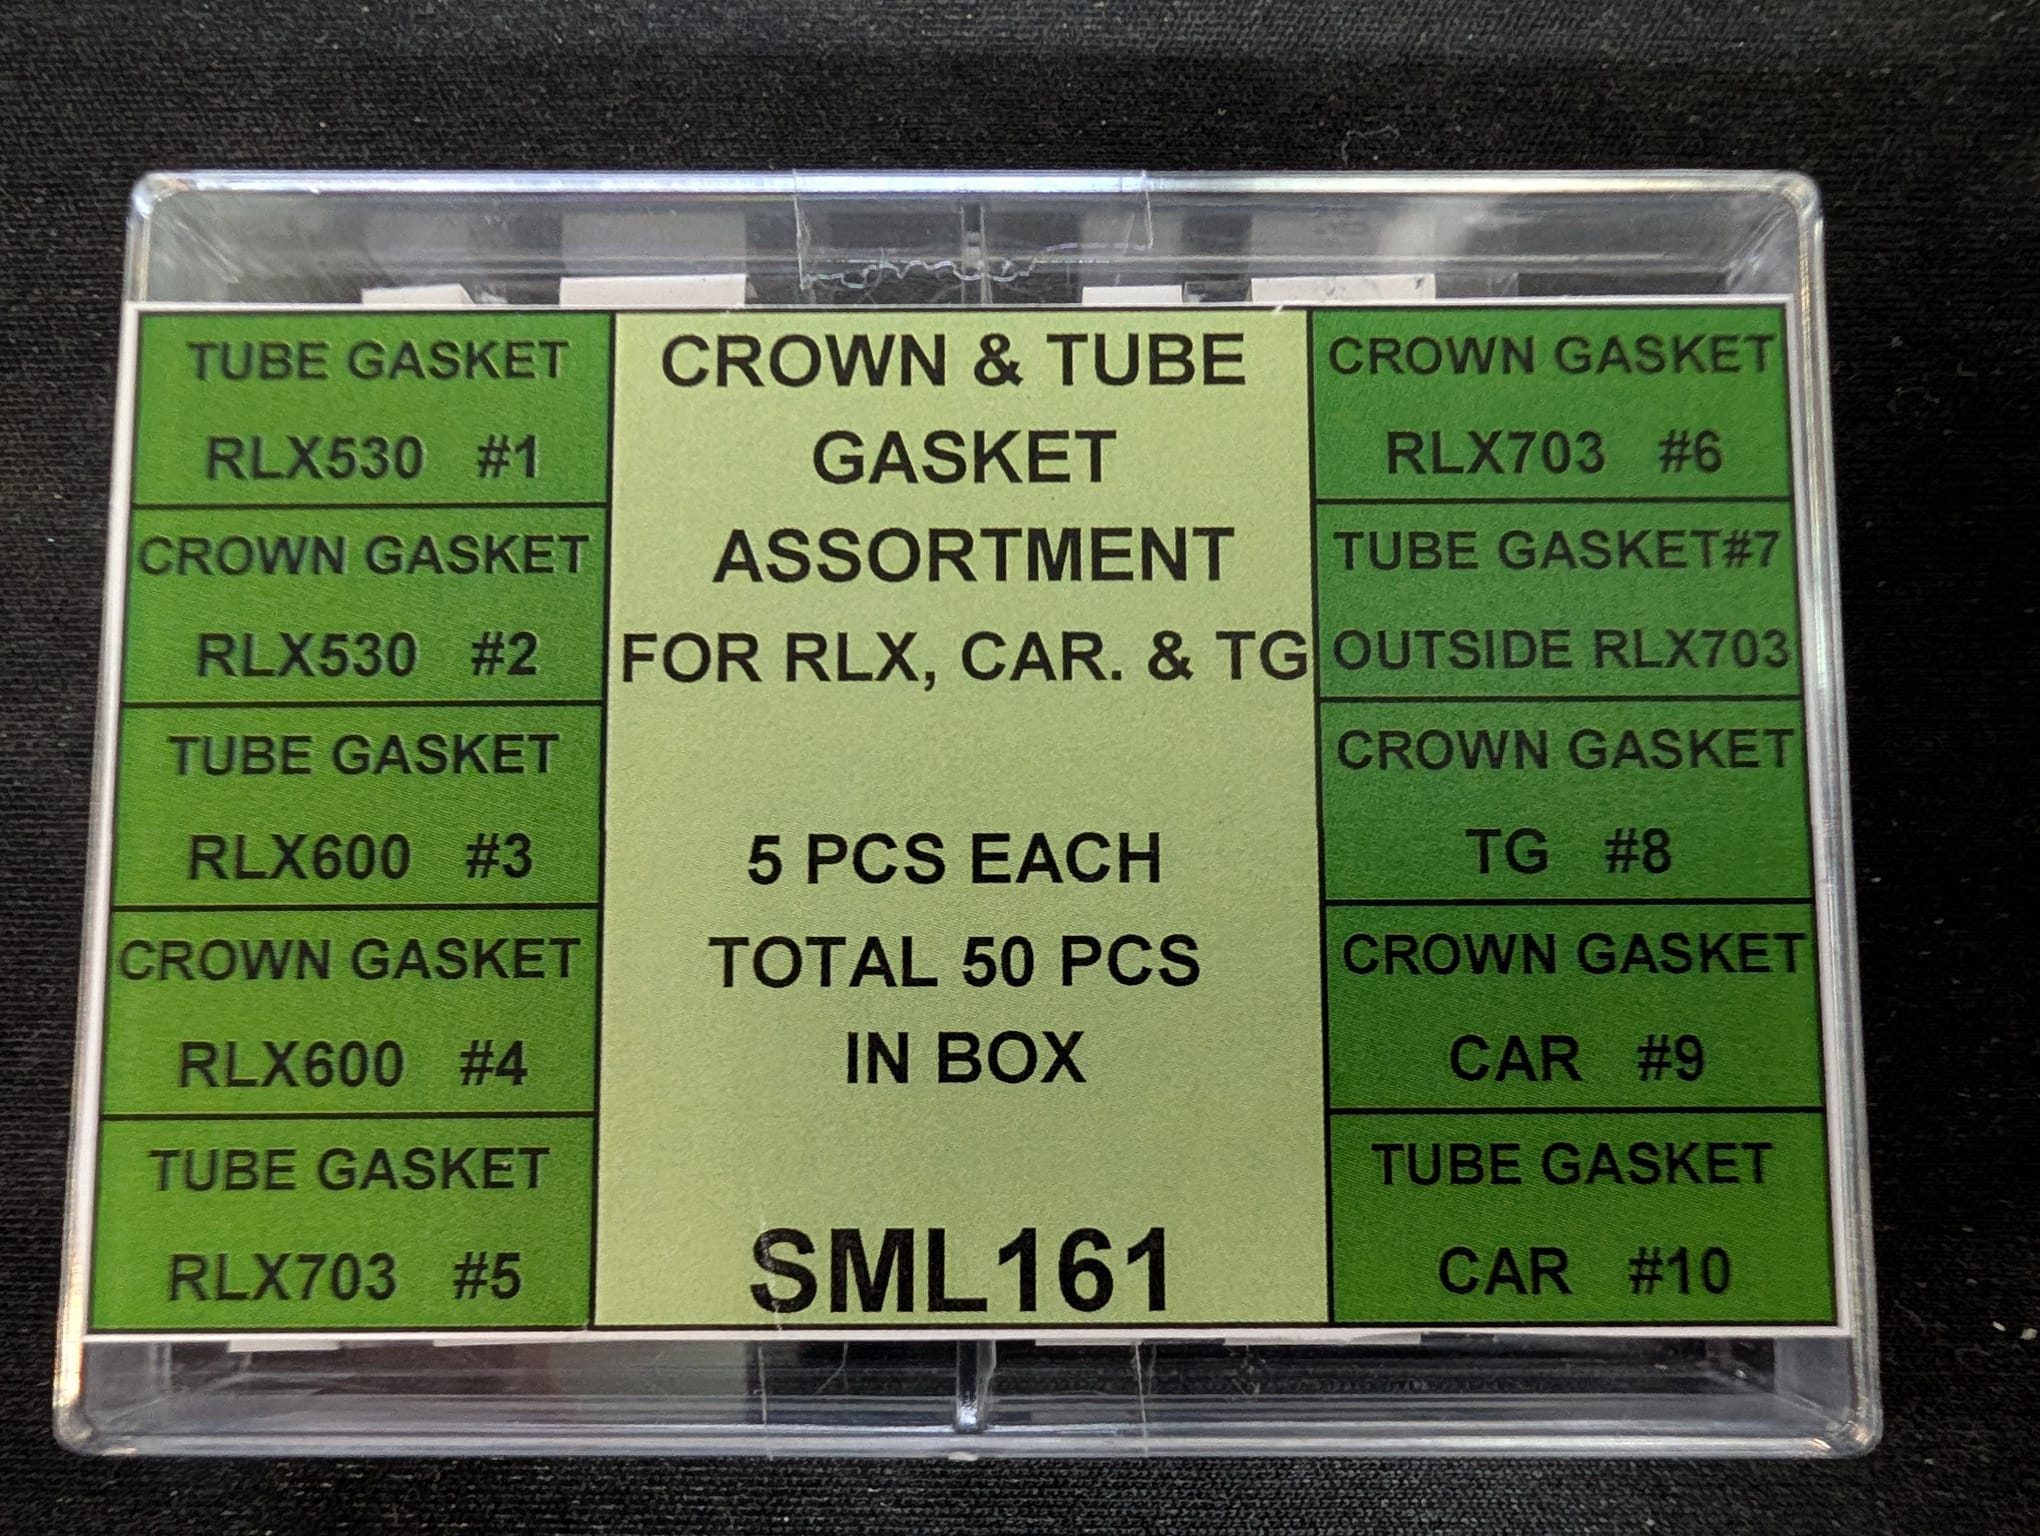 TUBE GASKET
RLX530 #1
CROWN GASKET
RLX530 #2
TUBE GASKET
RLX600 #3
CROWN GASKET
RLX600 #4
TUBE GASKET
RLX703 #5
CROWN & TUBE
GASKET
ASSORTMENT
FOR RLX, CAR. & TG
5 PCS EACH
TOTAL 50 PCS
IN BOX
SML161
CROWN GASKET
RLX703 #6
TUBE GASKET#7
OUTSIDE RLX703
CROWN GASKET
TG #8
CROWN GASKET
CAR #9
TUBE GASKET
CAR #10